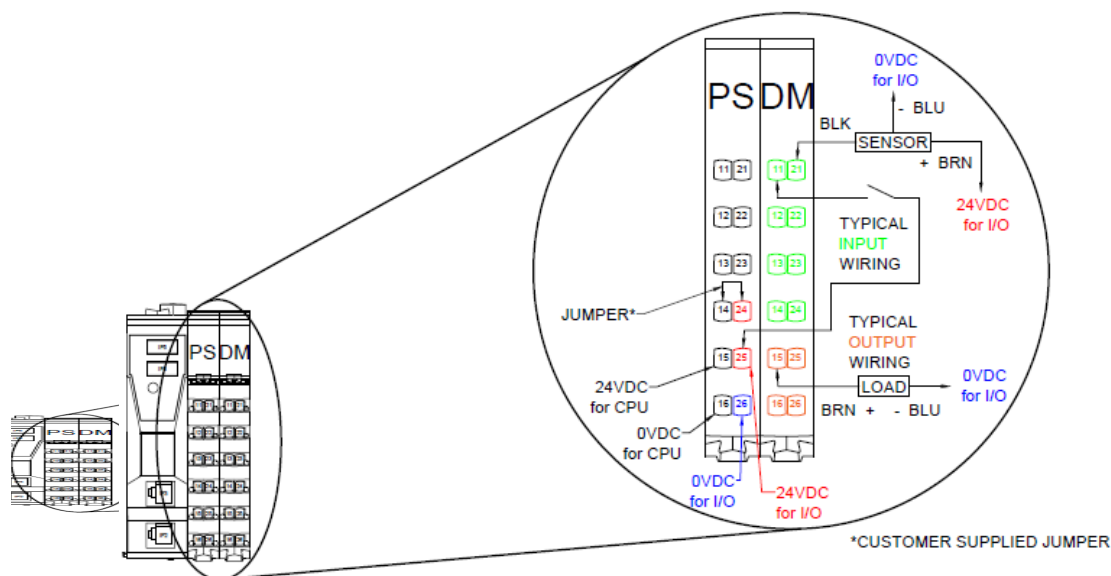 0VDC
for I/O
- BLU
BLK
SENSOR
+ BRN
24VDC
for I/O
PS DM
11 21 11 21
12 22 12 22
TYPICAL
INPUT
WIRING
13 23 13 23
JUMPER*
14 24 14 24
TYPICAL
OUTPUT
WIRING
15 25 15 25
24VDC
for CPU
LOAD
0VDC
for I/O
BRN + - BLU
16 26 16 26
0VDC
for CPU
0VDC
for I/O
24VDC
for I/O
*CUSTOMER SUPPLIED JUMPER
PS DM
PS DM